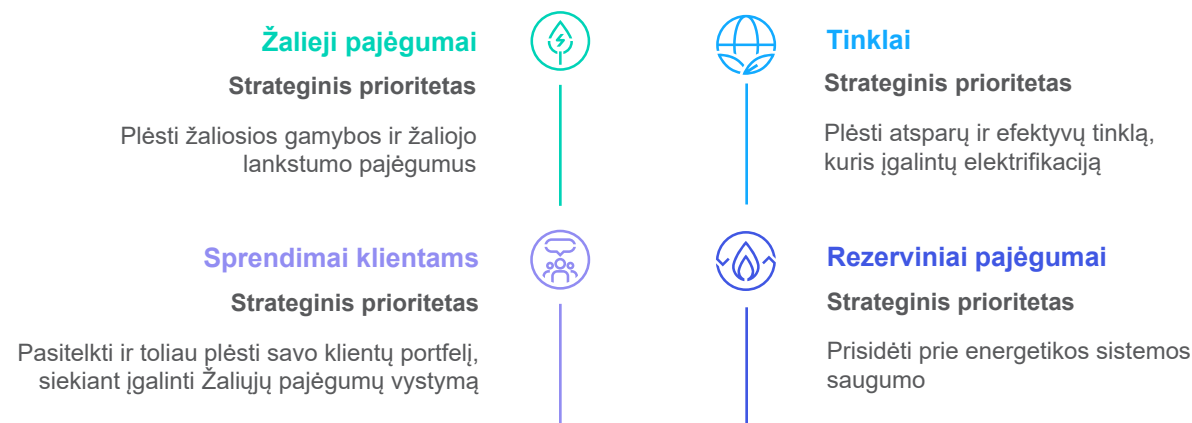 Žalieji pajėgumai
Strateginis prioritetas
Plėsti žaliosios gamybos ir žaliojo
lankstumo pajėgumus
Tinklai
Strateginis prioritetas
Plėsti atsparų ir efektyvų tinklą,
kuris įgalintų elektrifikaciją
Sprendimai klientams
Strateginis prioritetas
Pasitelkti ir toliau plėsti savo klientų portfelį,
siekiant įgalinti Žaliųjų pajėgumų vystymą
Rezerviniai pajėgumai
Strateginis prioritetas
Prisidėti prie energetikos sistemos
saugumo